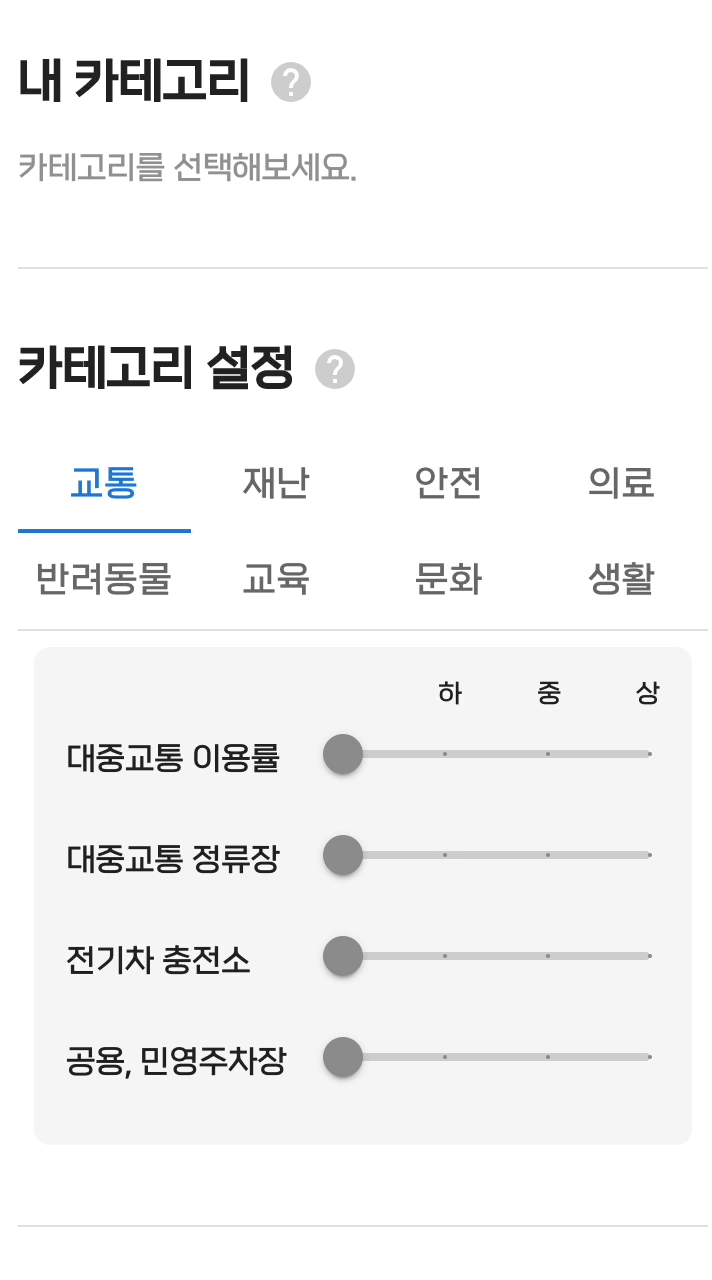 내 카테고리 ?
카테고리를 선택해보세요.
카테고리 설정 ?
교통 재난 안전 의료
반려동물 교육 문화 생활
하 중 상
대중교통 이용률
대중교통 정류장
전기차 충전소
공용, 민영주차장